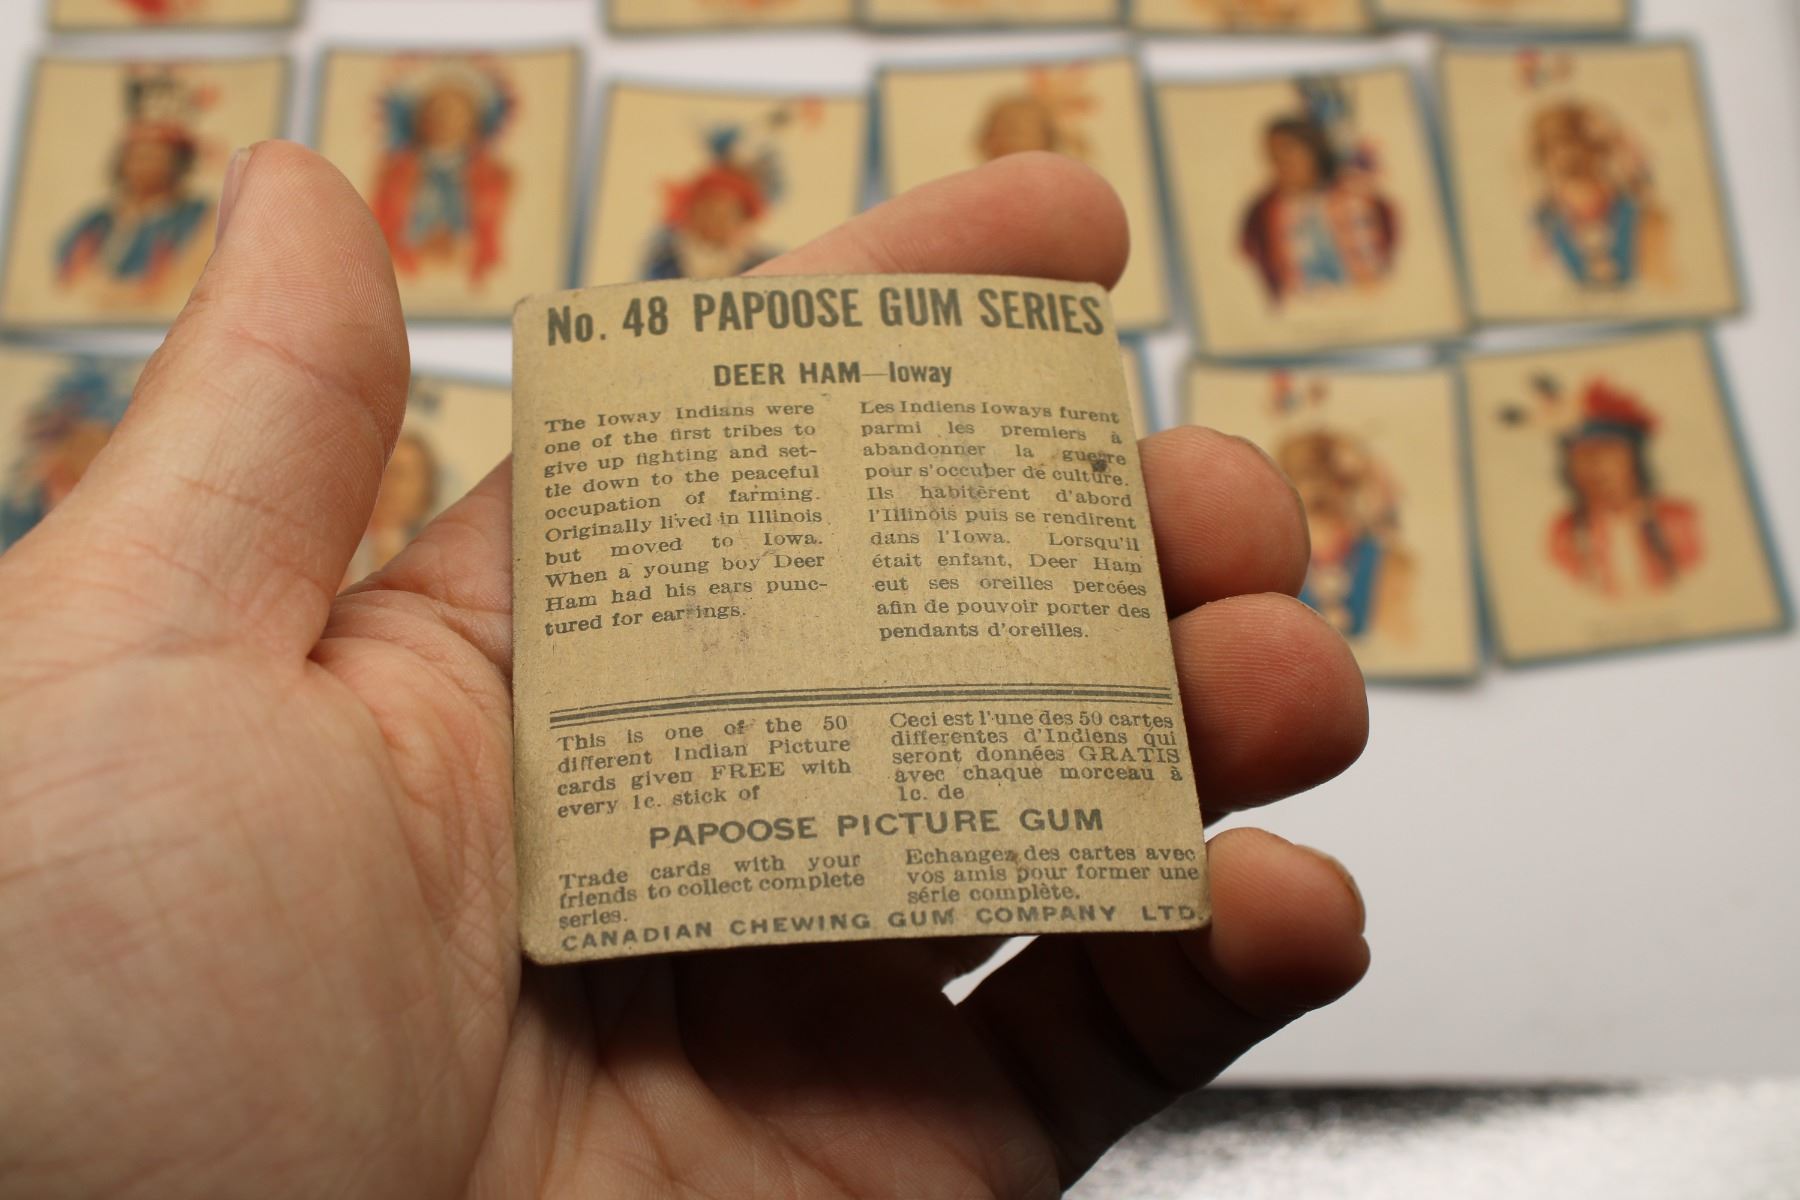 No. 48 PAPOOSE GUM SERIES
DEER HAM—Ioway
The Ioway Indians were
one of the first tribes to
give up fighting and set-
tle down to the peaceful
occupation of farming.
Originally lived in Illinois
but moved to Iowa.
When a young boy Deer
Ham had his ears punc-
tured for earrings.
Les Indiens Ioways furent
parmi les premiers à
abandonner la guerre
pour s'occuber de culture.
Ils habitèrent d'abord
l'Illinois puis se rendirent
dans l'Iowa. Lorsqu'il
était enfant, Deer Ham
eut ses oreilles percées
afin de pouvoir porter des
pendants d'oreilles.
This is one of the 50
different Indian Picture
cards given FREE with
every 1c. stick of
Ceci est l'une des 50 cartes
differentes d'Indiens qui
seront données GRATIS
avec chaque morceau à
1c. de
PAPOOSE PICTURE GUM
Trade cards with your
friends to collect complete
series.
Echangez des cartes avec
vos amis pour former une
série complète.
CANADIAN CHEWING GUM COMPANY LTD.